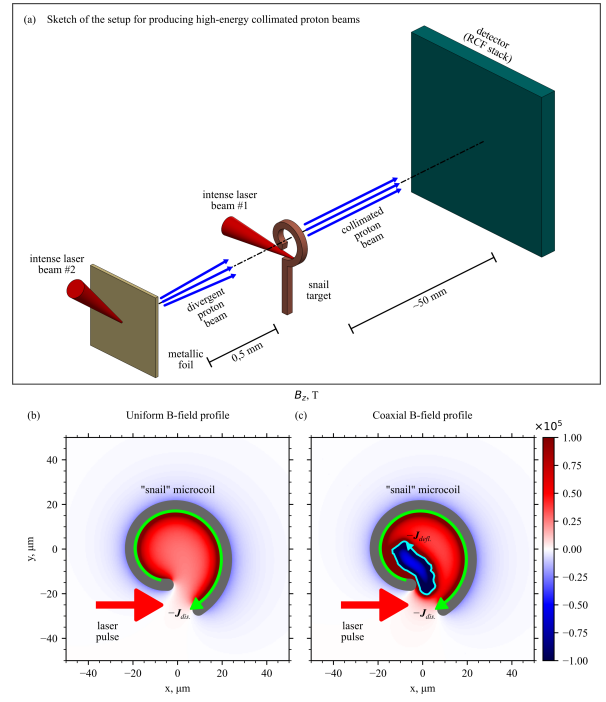 (a) Sketch of the setup for producing high-energy collimated proton beams
detector
(RCF stack)
intense laser
beam #1
intense laser
beam #2
collimated
proton
beam
snail
target
divergent
proton
beam
~50 mm
metallic
foil
0,5 mm
B_z, T
(b) Uniform B-field profile
(c) Coaxial B-field profile
×10⁵
"snail" microcoil
−J_dis.
laser
pulse
y, μm
40
20
0
−20
−40
−40 −20 0 20 40
x, μm
"snail" microcoil
−J_defl.
−J_dis.
laser
pulse
−40 −20 0 20 40
x, μm
1.00
0.75
0.50
0.25
0.00
−0.25
−0.50
−0.75
−1.00